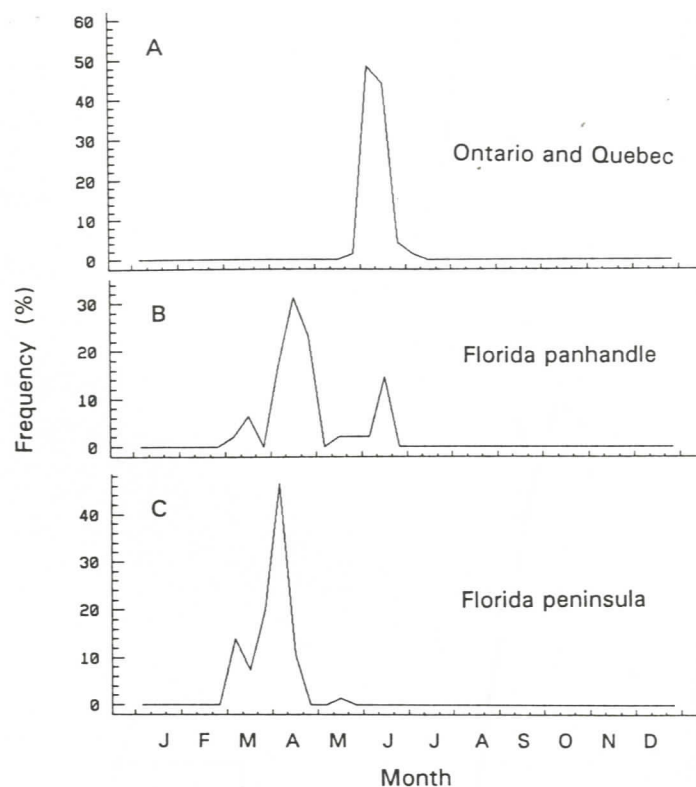 A
60
50
40
30
20
10
0
Ontario and Quebec
B
30
20
10
0
Florida panhandle
C
40
30
20
10
0
Florida peninsula
Frequency (%)
J F M A M J J A S O N D
Month